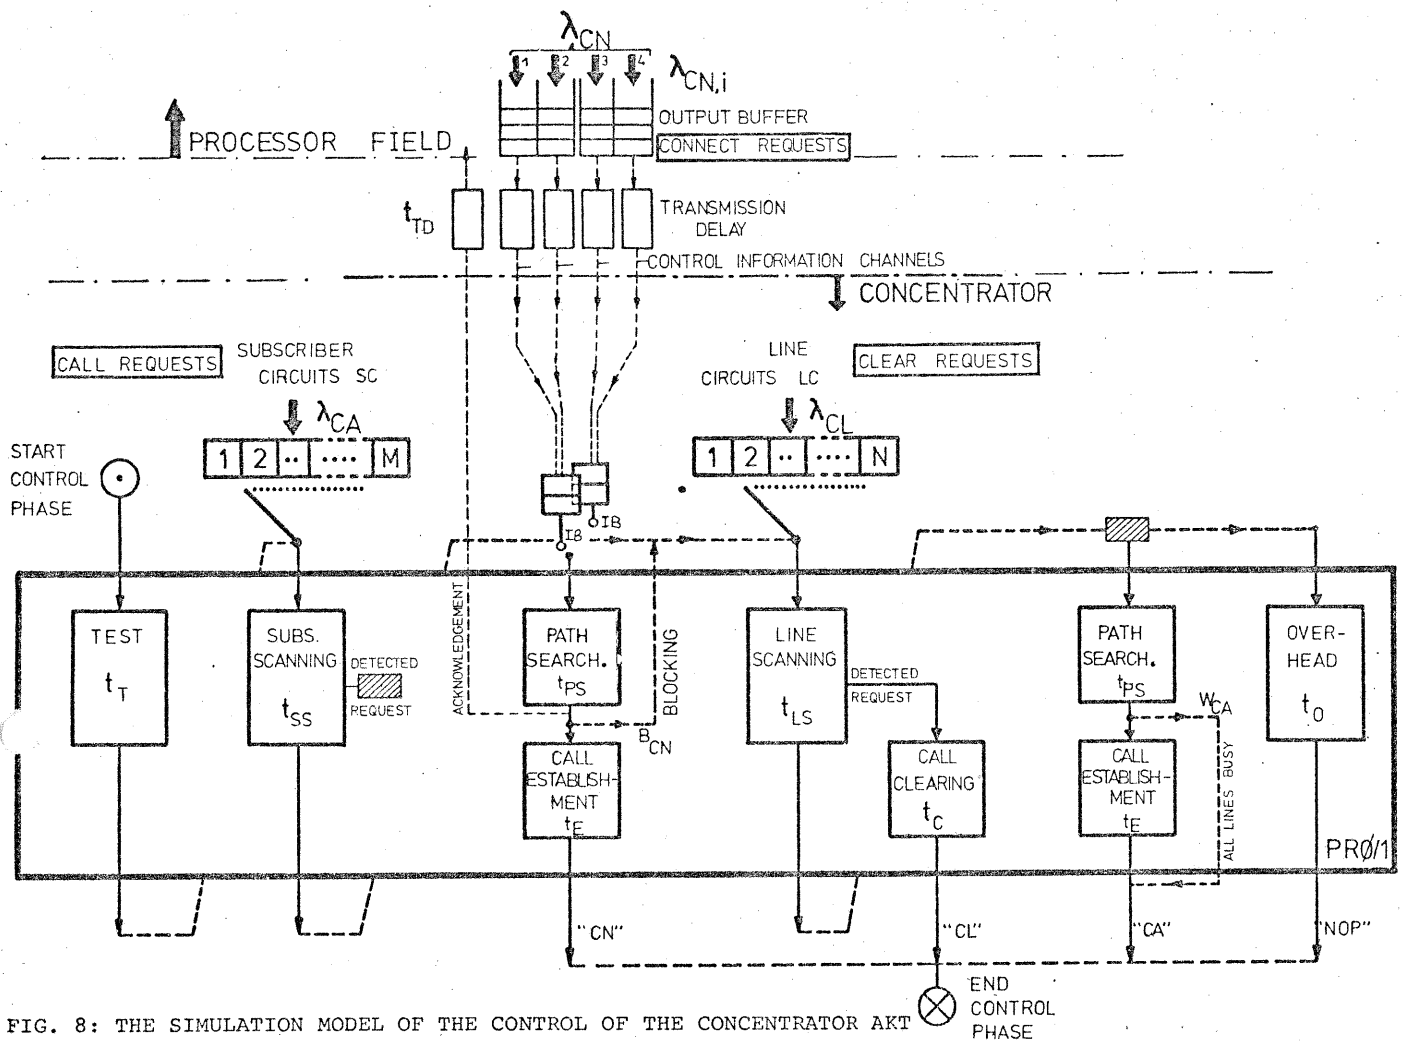 λCN
1 2 3 4
λCN,i
OUTPUT BUFFER
CONNECT REQUESTS
PROCESSOR FIELD
tTD
TRANSMISSION
DELAY
CONTROL INFORMATION CHANNELS
CONCENTRATOR
CALL REQUESTS
SUBSCRIBER
CIRCUITS SC
λCA
1 2 .. .... M
LINE
CIRCUITS LC
CLEAR REQUESTS
λCL
1 2 .. .... N
START
CONTROL
PHASE
IB
IB
TEST
tT
SUBS.
SCANNING
tSS
DETECTED
REQUEST
ACKNOWLEDGEMENT
PATH
SEARCH.
tPS
BLOCKING
BCN
CALL
ESTABLISH-
MENT
tE
LINE
SCANNING
tLS
DETECTED
REQUEST
CALL
CLEARING
tC
PATH
SEARCH.
tPS
WCA
CALL
ESTABLISH-
MENT
tE
ALL LINES BUSY
OVER-
HEAD
tO
PRØ/1
"CN"
"CL"
"CA"
"NOP"
END
CONTROL
PHASE
FIG. 8: THE SIMULATION MODEL OF THE CONTROL OF THE CONCENTRATOR AKT